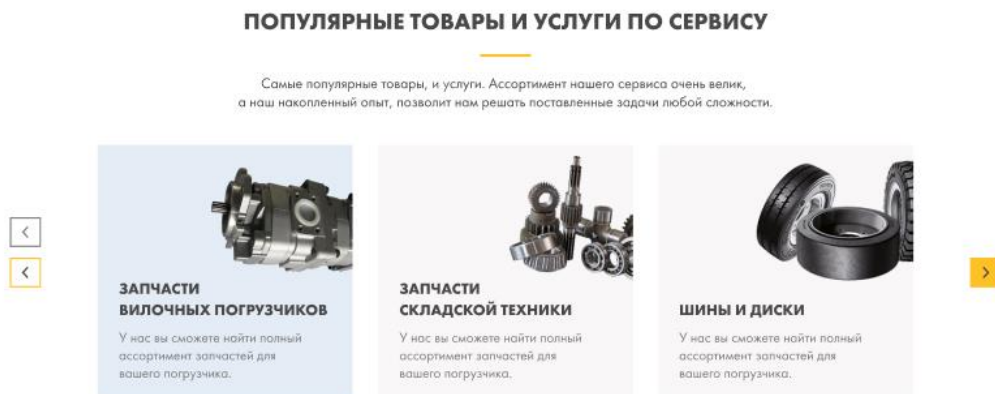 ПОПУЛЯРНЫЕ ТОВАРЫ И УСЛУГИ ПО СЕРВИСУ
Самые популярные товары, и услуги. Ассортимент нашего сервиса очень велик,
а наш накопленный опыт, позволит нам решать поставленные задачи любой сложности.
ЗАПЧАСТИ
ВИЛОЧНЫХ ПОГРУЗЧИКОВ
У нас вы сможете найти полный
ассортимент запчастей для
вашего погрузчика.
ЗАПЧАСТИ
СКЛАДСКОЙ ТЕХНИКИ
У нас вы сможете найти полный
ассортимент запчастей для
вашего погрузчика.
ШИНЫ И ДИСКИ
У нас вы сможете найти полный
ассортимент запчастей для
вашего погрузчика.